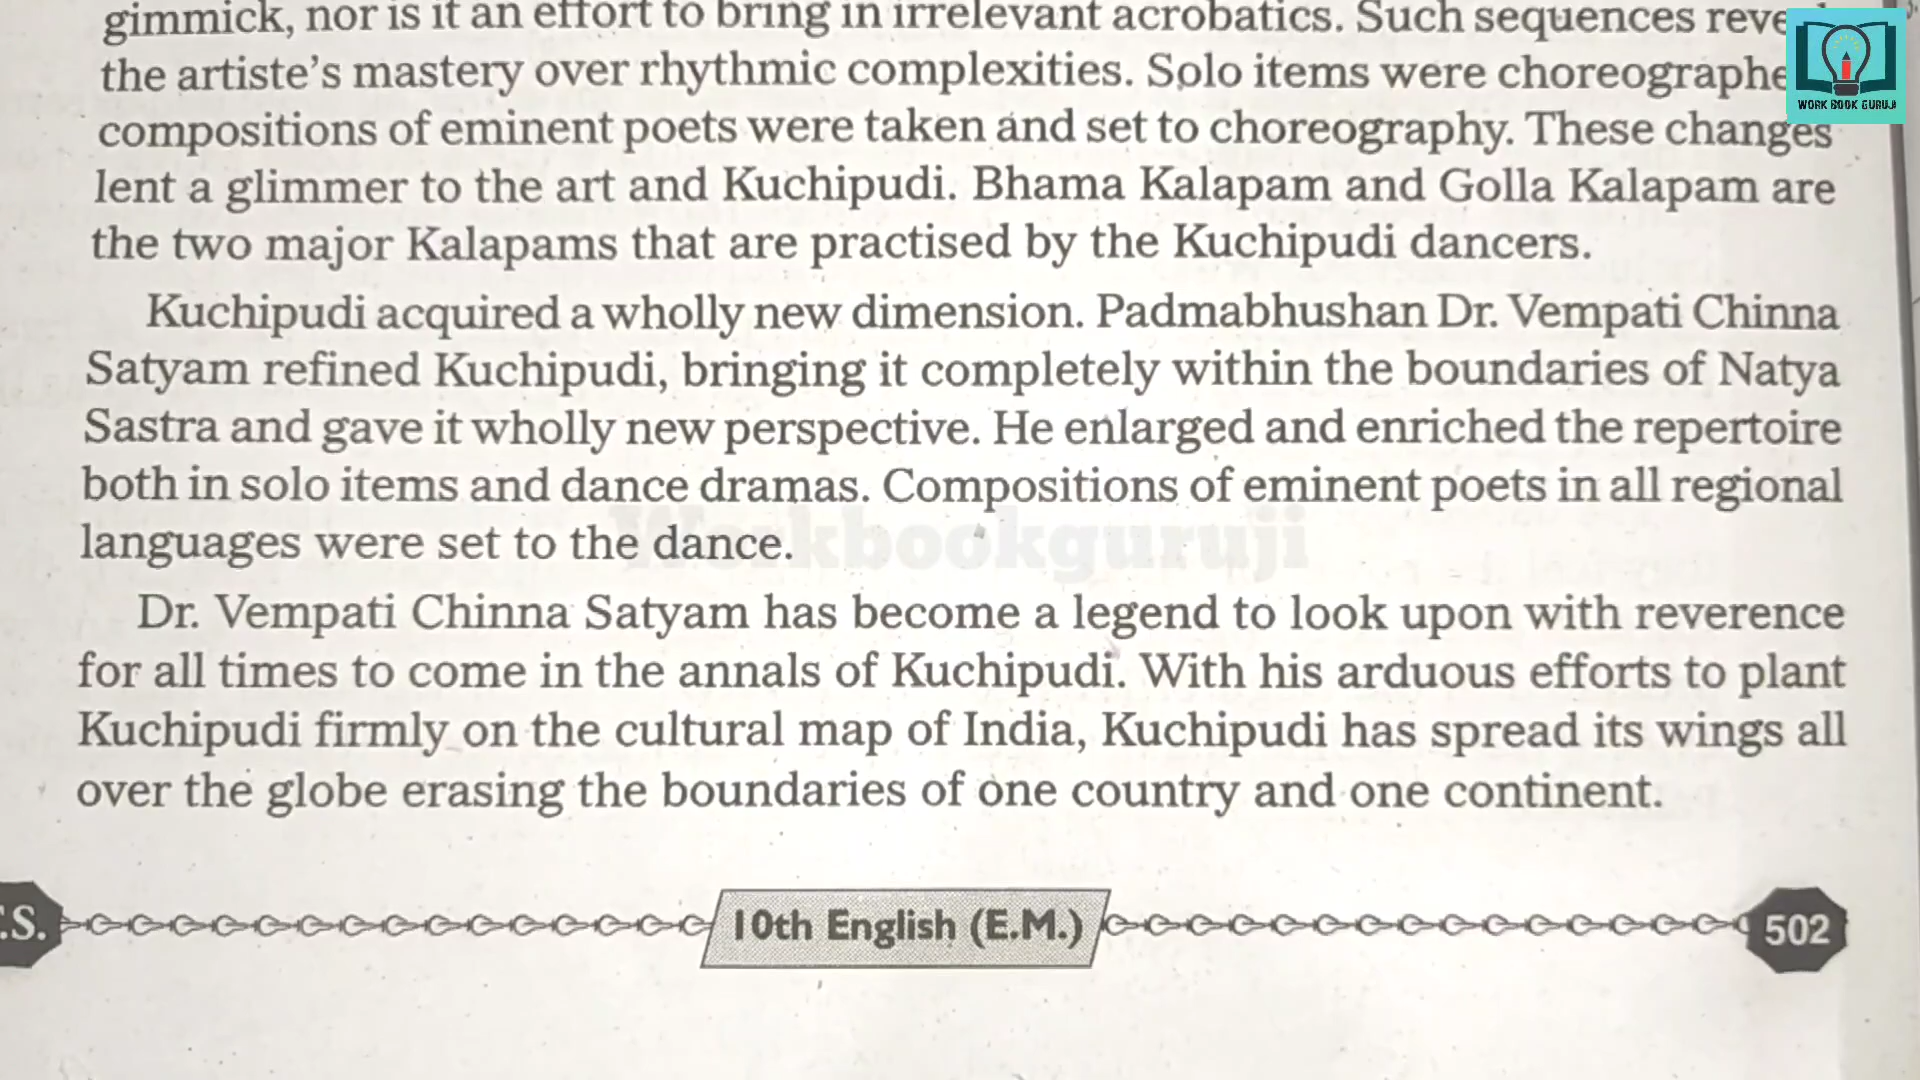 gimmick, nor is it an effort to bring in irrelevant acrobatics. Such sequences
the artiste's mastery over rhythmic complexities. Solo items were
compositions of eminent poets were taken and set to choreography. These changes
lent a glimmer to the art and Kuchipudi. Bhama Kalapam and Golla Kalapam are
the two major Kalapams that are practised by the Kuchipudi dancers.
Kuchipudi acquired a wholly new dimension. Padmabhushan Dr. Vempati Chinna
Satyam refined Kuchipudi, bringing it completely within the boundaries of Natya
Sastra and gave it wholly new perspective. He enlarged and enriched the repertoire
both in solo items and dance dramas. Compositions of eminent poets in all regional
languages were set to the dance.
Dr. Vempati Chinna Satyam has become a legend to look upon with reverence
for all times to come in the annals of Kuchipudi. With his arduous efforts to plant
Kuchipudi firmly on the cultural map of India, Kuchipudi has spread its wings all
over the globe erasing the boundaries of one country and one continent.
10th English (E.M.)
502
WORK BOOK GURUJI
Workbookguruji